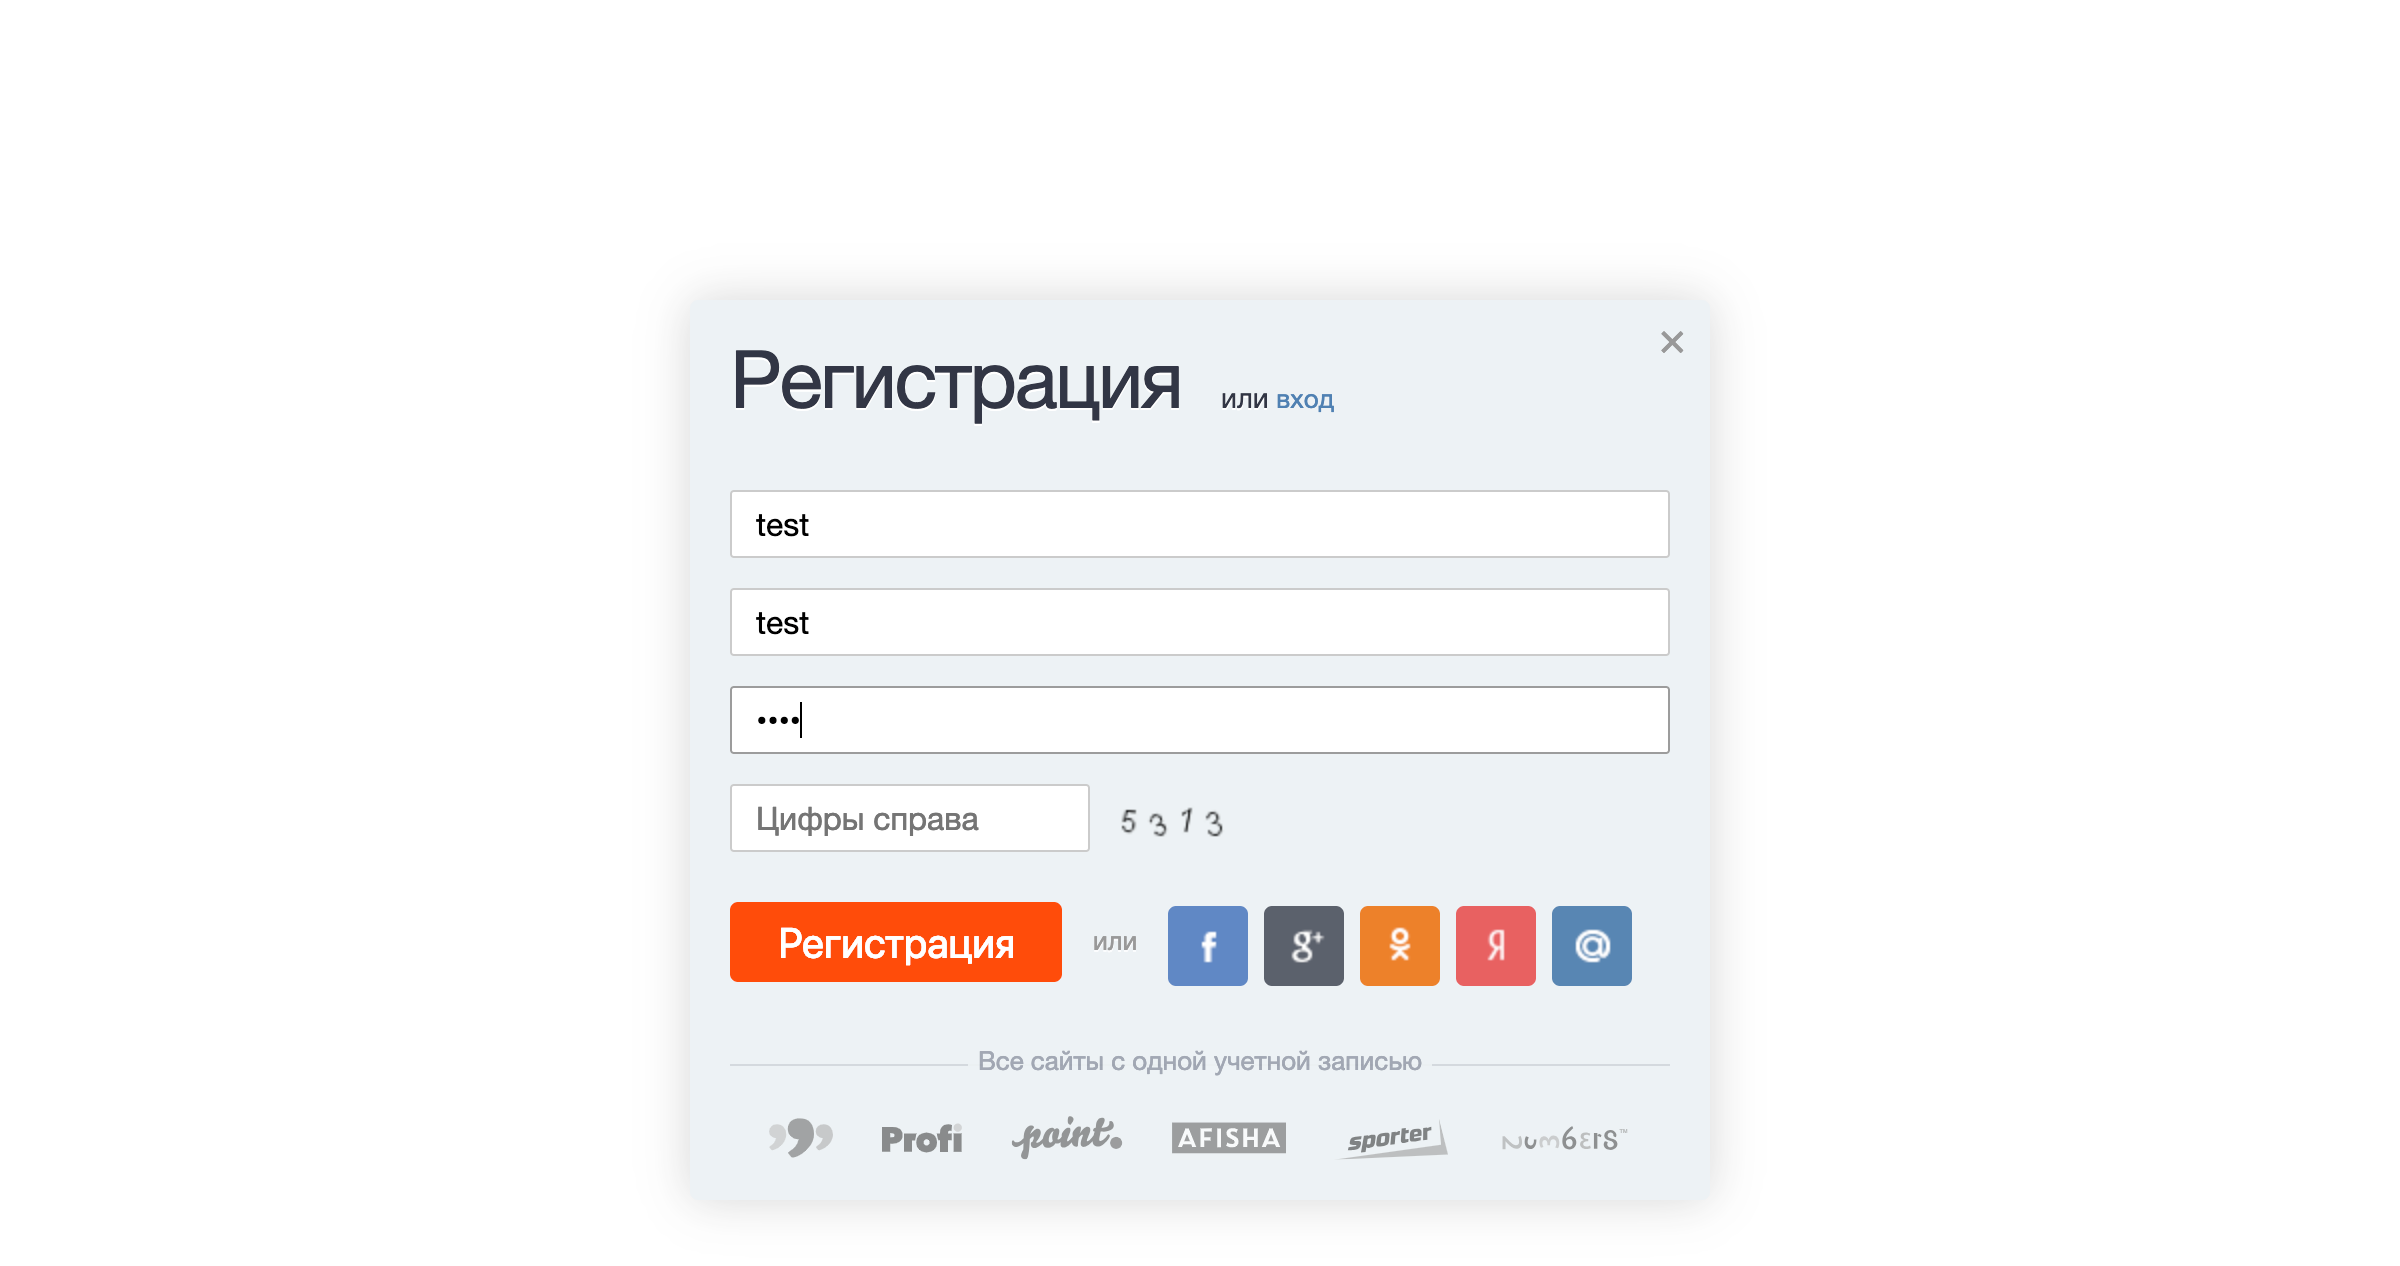 Регистрация или вход
test
test
••••
Цифры справа 5 3 1 3
Регистрация или f g+ Я @
Все сайты с одной учетной записью
Profi point. AFISHA sporter numbers™